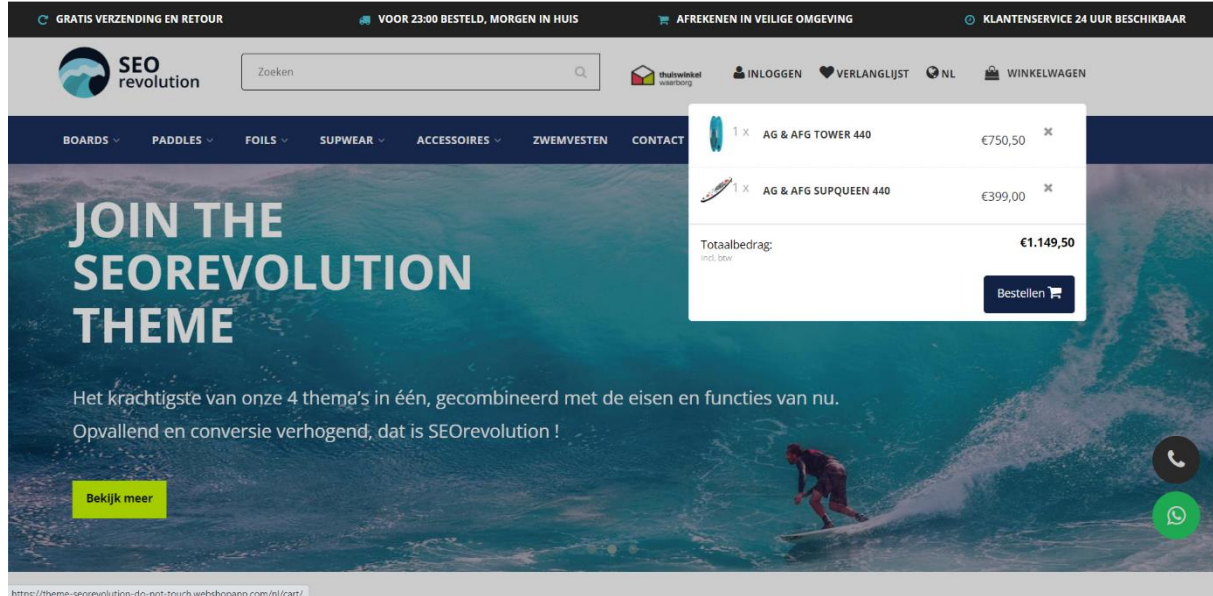 GRATIS VERZENDING EN RETOUR
VOOR 23:00 BESTELD, MORGEN IN HUIS
AFREKENEN IN VEILIGE OMGEVING
KLANTENSERVICE 24 UUR BESCHIKBAAR
SEO
revolution
Zoeken
thuiswinkel
waarborg
INLOGGEN
VERLANGLIJST
NL
WINKELWAGEN
BOARDS
PADDLES
FOILS
SUPWEAR
ACCESSOIRES
ZWEMVESTEN
CONTACT
1 x AG & AFG TOWER 440 €750,50
1 x AG & AFG SUPQUEEN 440 €399,00
Totaalbedrag: €1.149,50
Incl. btw
Bestellen
JOIN THE
SEOREVOLUTION
THEME
Het krachtigste van onze 4 thema's in één, gecombineerd met de eisen en functies van nu.
Opvallend en conversie verhogend, dat is SEOrevolution !
Bekijk meer
https://theme-seorevolution-do-not-touch.webshopapp.com/nl/cart/